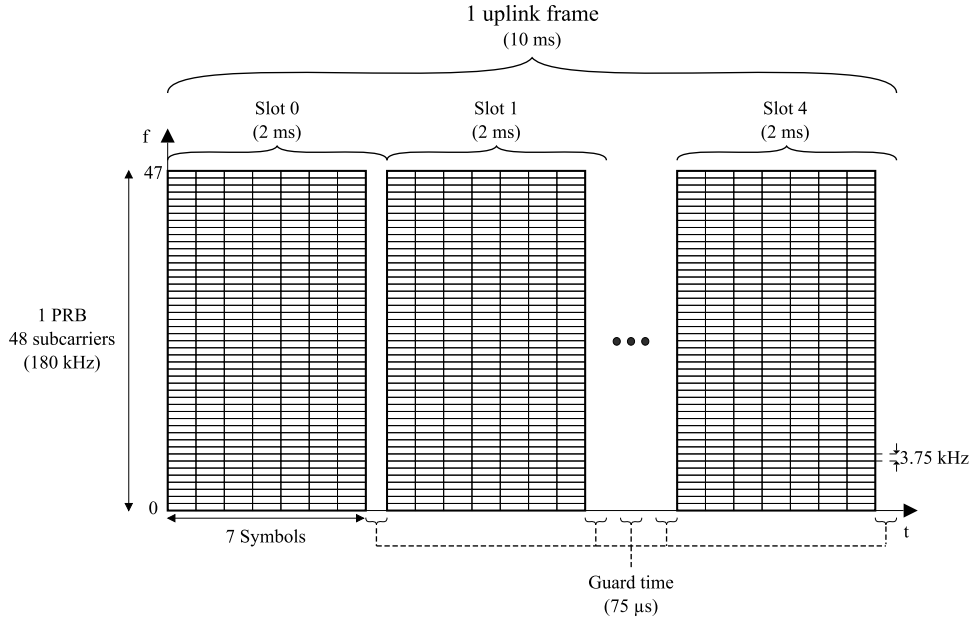 1 uplink frame
(10 ms)
Slot 0
(2 ms)
Slot 1
(2 ms)
Slot 4
(2 ms)
f
47
1 PRB
48 subcarriers
(180 kHz)
3.75 kHz
0
t
7 Symbols
Guard time
(75 µs)